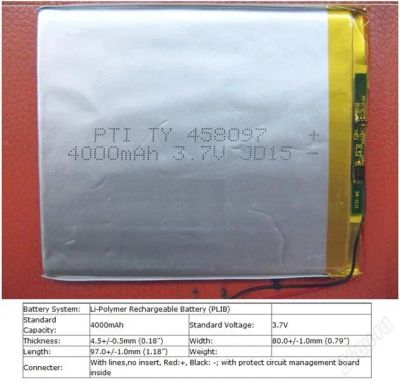 PTI TY 458097 +
4000mAh 3.7V JD15 -
Battery System: Li-Polymer Rechargeable Battery (PLIB)
Standard Capacity: 4000mAh Standard Voltage: 3.7V
Thickness: 4.5+/-0.5mm (0.18") Width: 80.0+/-1.0mm (0.79")
Length: 97.0+/-1.0mm (1.18") Weight:
Connecter: With lines,no insert, Red:+, Black: -; with protect circuit management board
inside